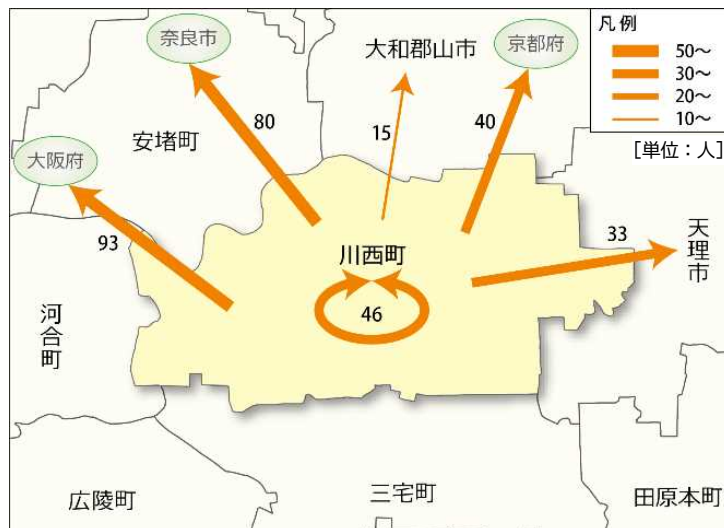 奈良市
大和郡山市
京都府
凡例
50～
30～
20～
10～
[単位：人]
80
15
40
安堵町
大阪府
93
川西町
33
天理市
46
河合町
広陵町
三宅町
田原本町